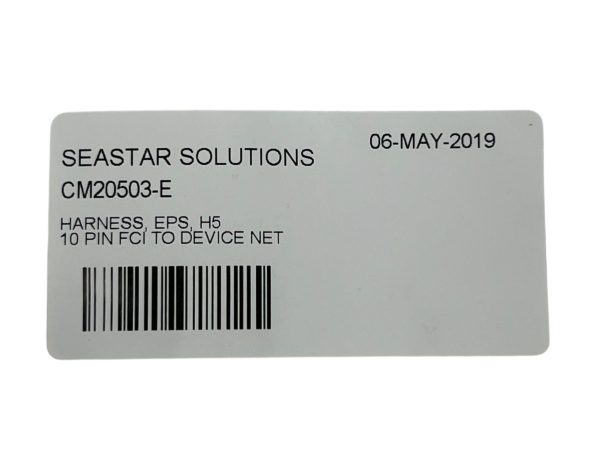 SEASTAR SOLUTIONS
06-MAY-2019
CM20503-E
HARNESS, EPS, H5
10 PIN FCI TO DEVICE NET